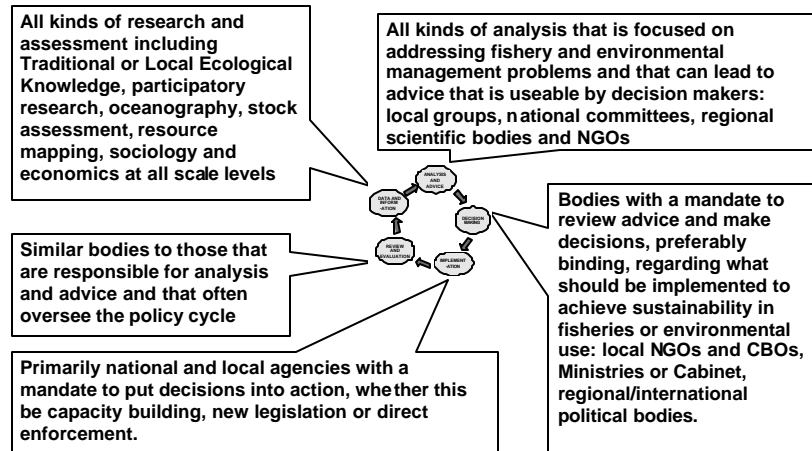 All kinds of research and
assessment including
Traditional or Local Ecological
Knowledge, participatory
research, oceanography, stock
assessment, resource
mapping, sociology and
economics at all scale levels
All kinds of analysis that is focused on
addressing fishery and environmental
management problems and that can lead to
advice that is useable by decision makers:
local groups, national committees, regional
scientific bodies and NGOs
ANALYSIS
AND
ADVICE
DATA AND
INFORM
-ATION
DECISION
MAKING
REVIEW
AND
EVALUATION
IMPLEMENT
-ATION
Similar bodies to those that
are responsible for analysis
and advice and that often
oversee the policy cycle
Bodies with a mandate to
review advice and make
decisions, preferably
binding, regarding what
should be implemented to
achieve sustainability in
fisheries or environmental
use: local NGOs and CBOs,
Ministries or Cabinet,
regional/international
political bodies.
Primarily national and local agencies with a
mandate to put decisions into action, whether this
be capacity building, new legislation or direct
enforcement.